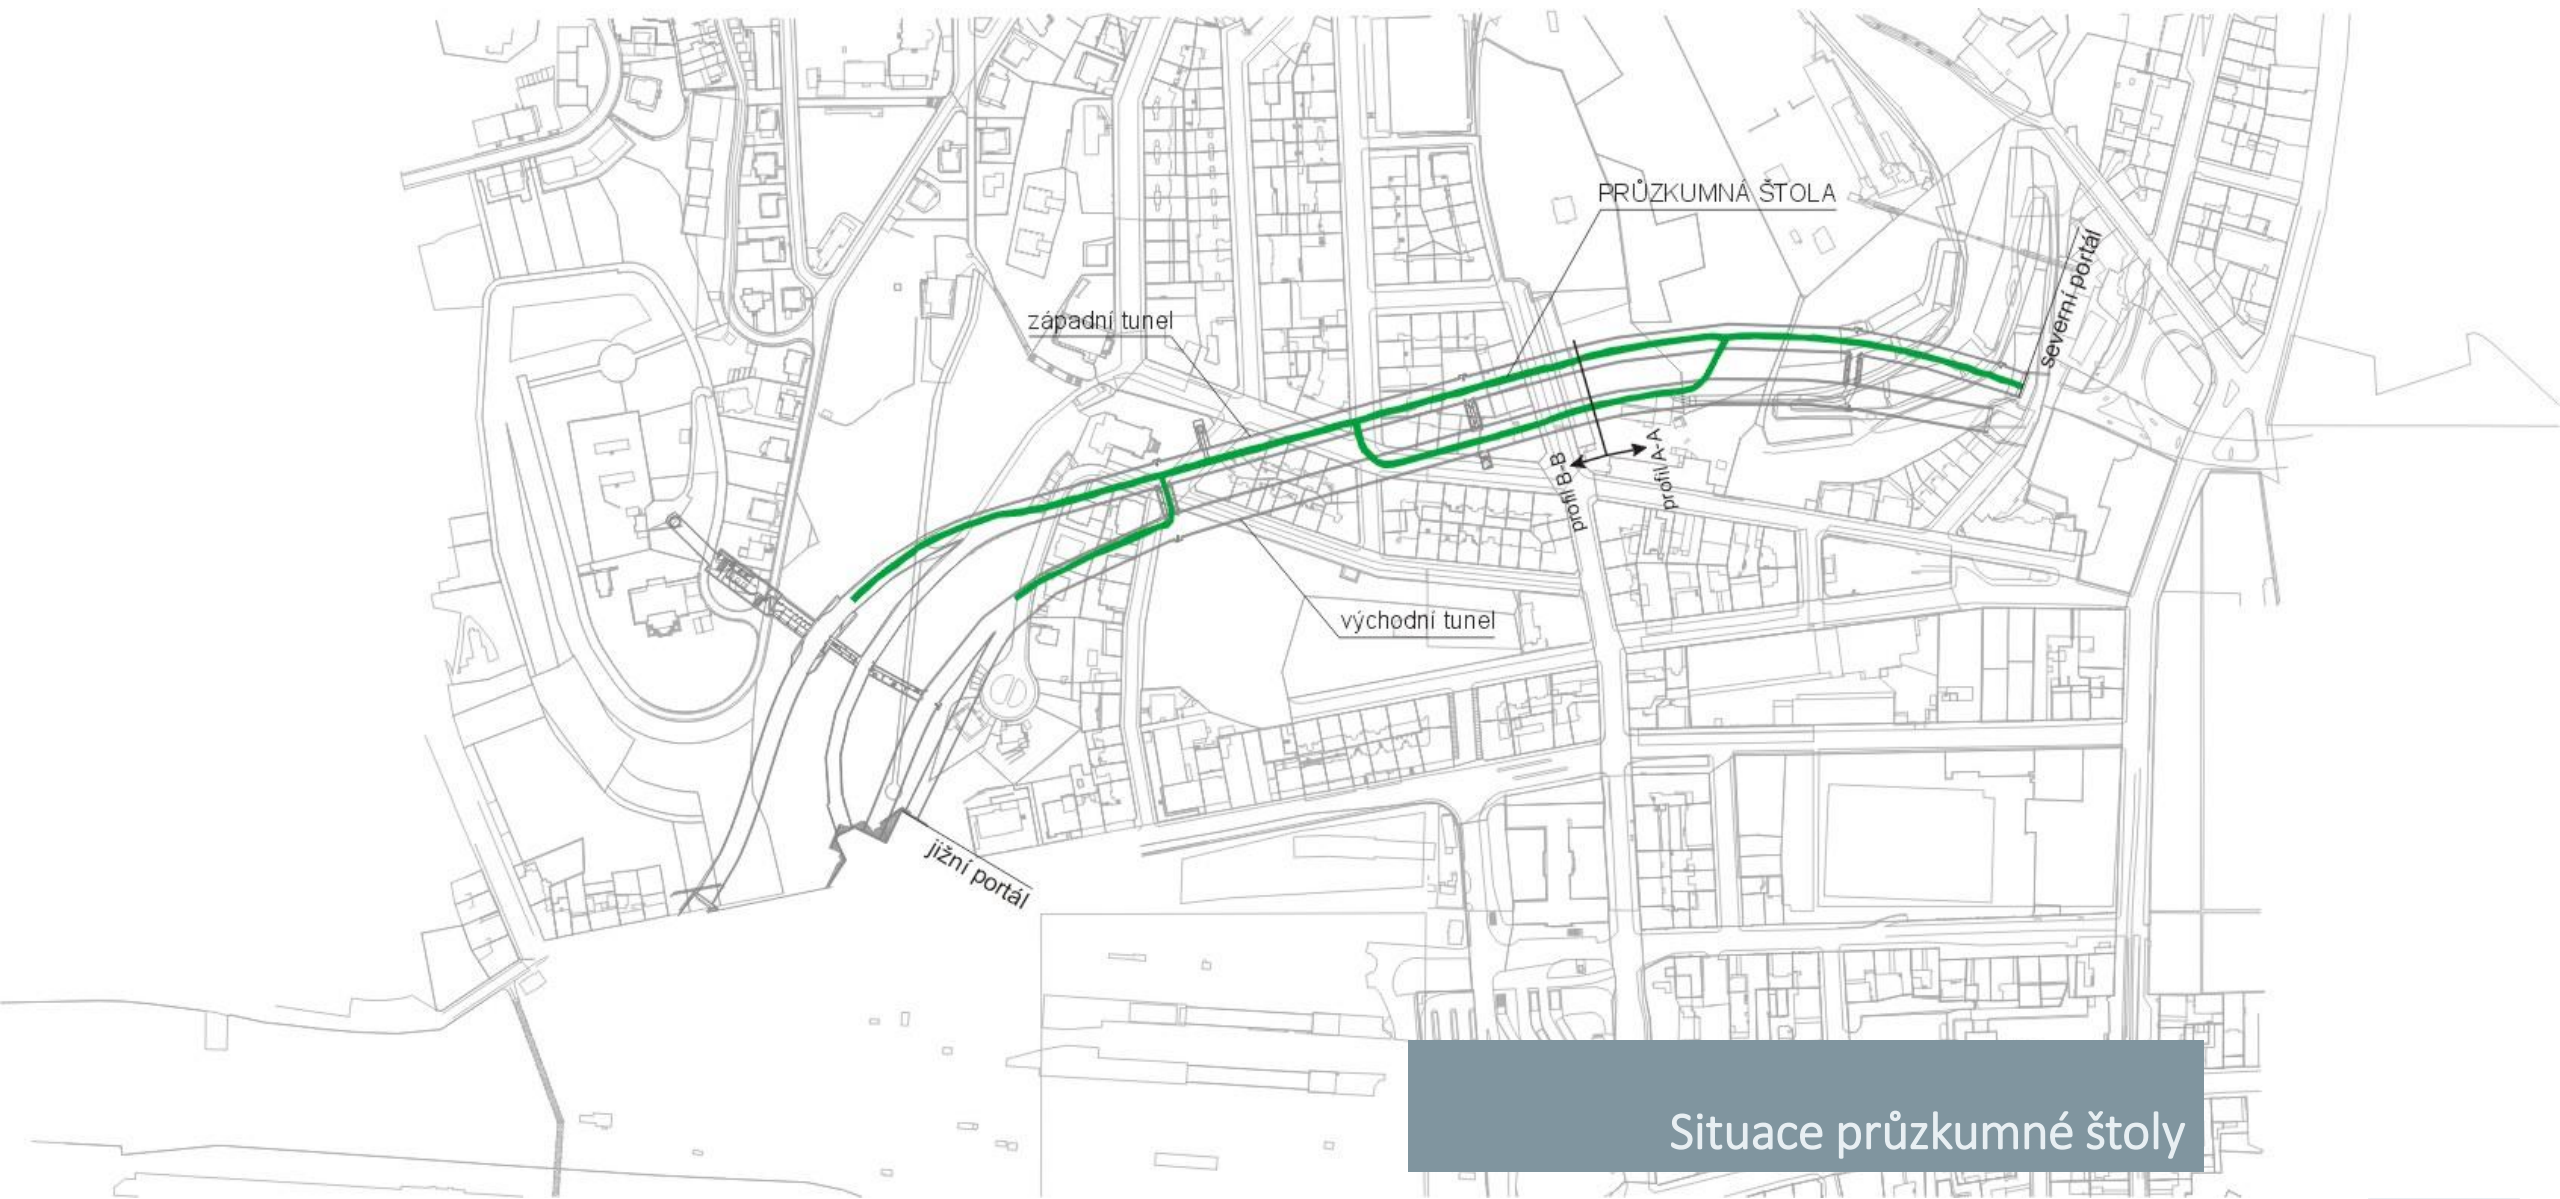 PRŮZKUMNÁ ŠTOLA
severní portál
západní tunel
profil B-B
profil A-A
východní tunel
jižní portál
Situace průzkumné štoly